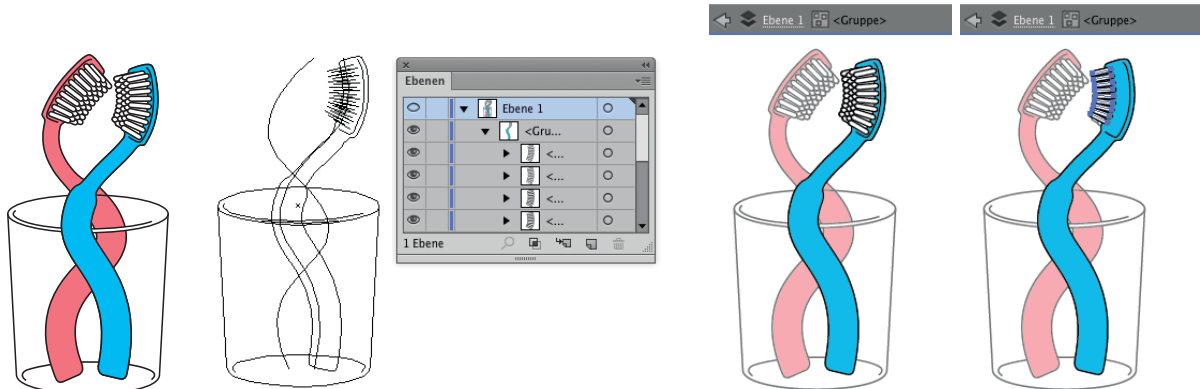 Ebenen
Ebene 1
<Gru...
<...
<...
<...
<...
1 Ebene
Ebene 1 <Gruppe>
Ebene 1 <Gruppe>